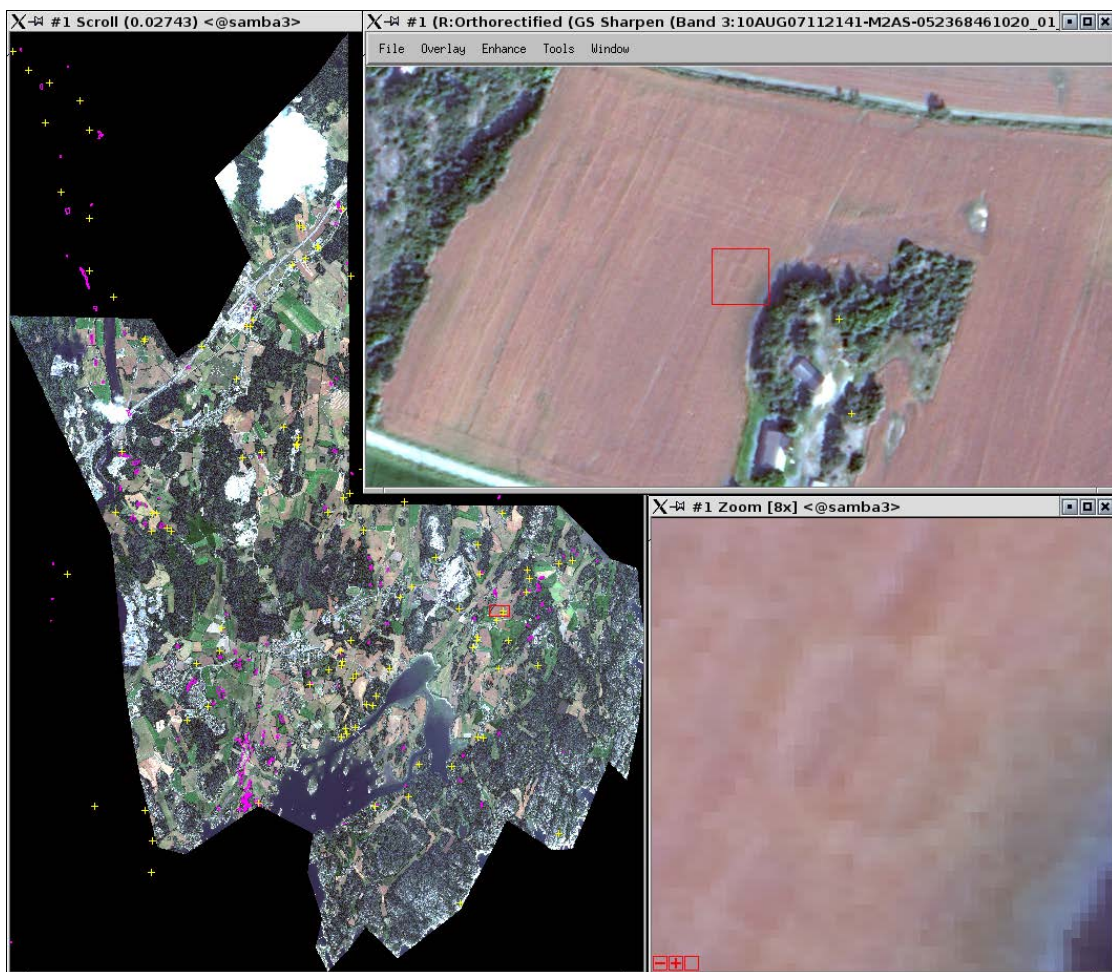 #1 Scroll (0.02743) <@samba3>
#1 (R:Orthorectified (GS Sharpen (Band 3:10AUG07112141-M2AS-052368461020_01_
File Overlay Enhance Tools Window
#1 Zoom [8x] <@samba3>